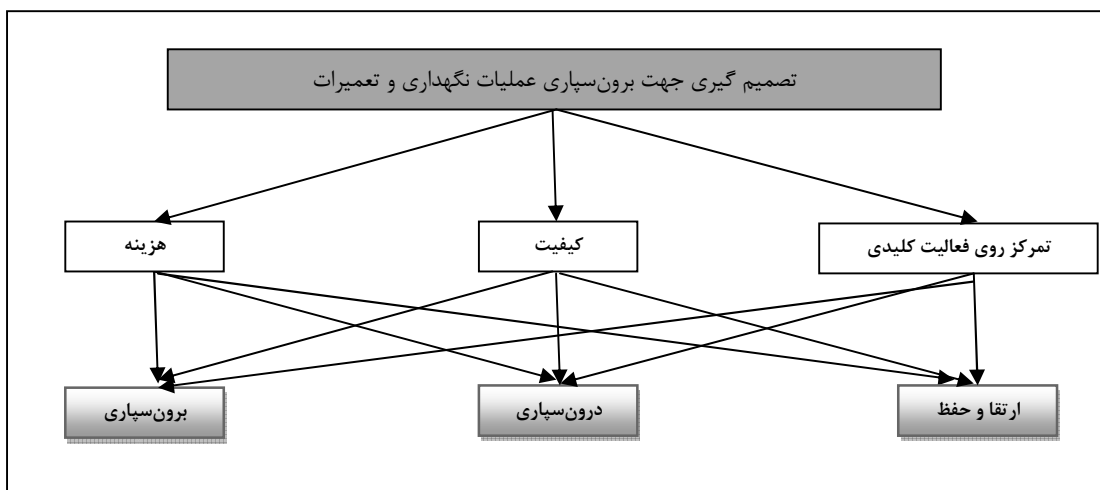 تصمیم گیری جهت برون‌سپاری عملیات نگهداری و تعمیرات
تمرکز روی فعالیت کلیدی
کیفیت
هزینه
ارتقا و حفظ
درون‌سپاری
برون‌سپاری